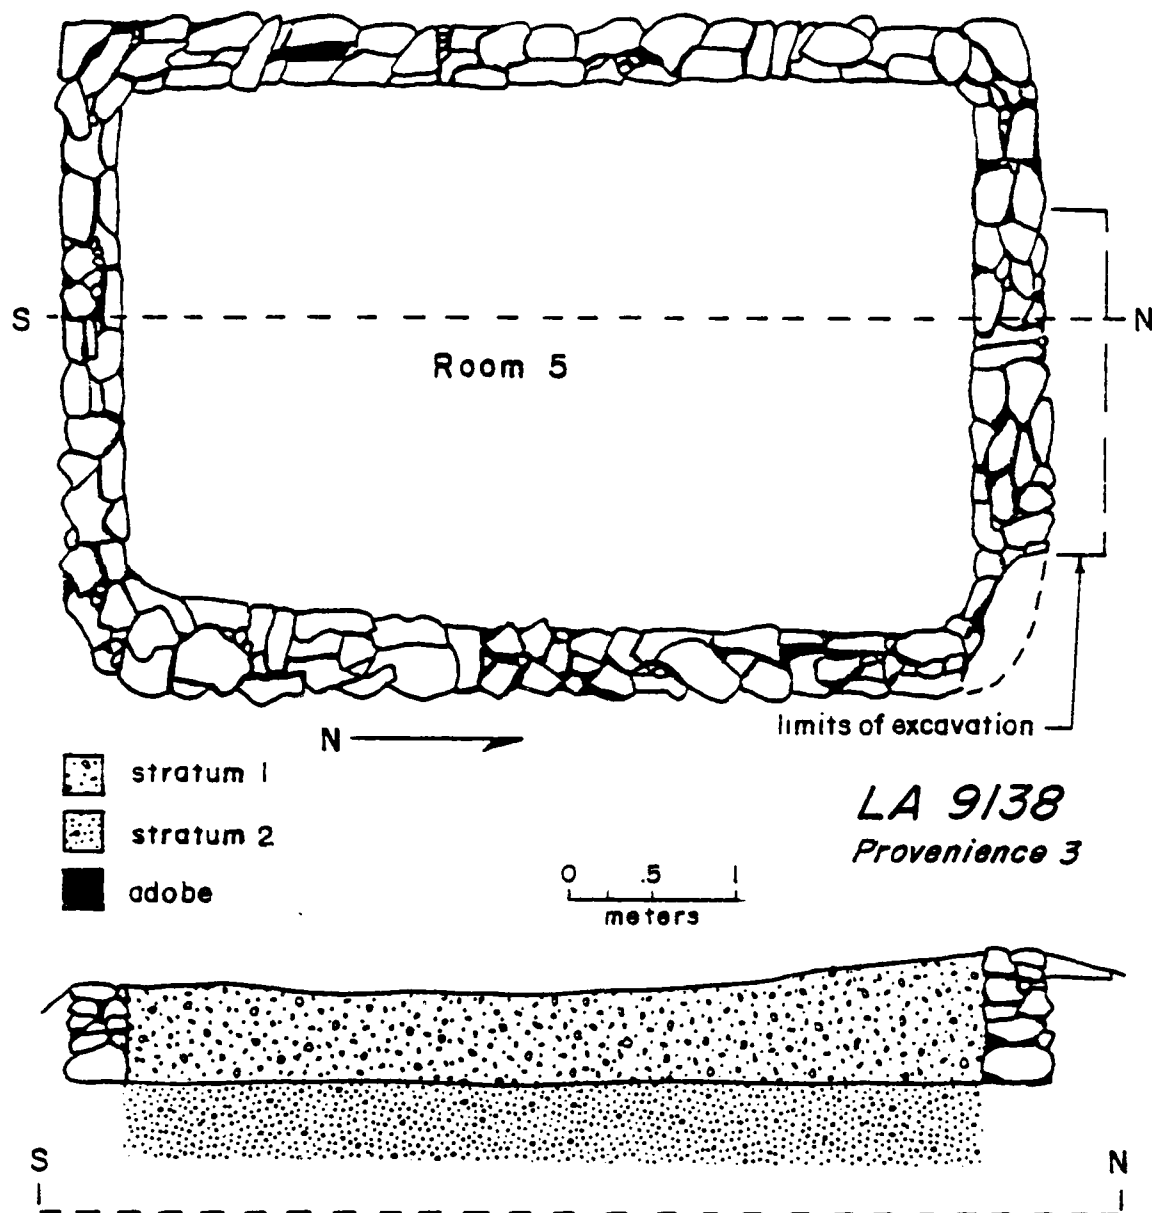 S
N
Room 5
limits of excavation
N
stratum 1
stratum 2
adobe
LA 9138
Provenience 3
0 .5 1
meters
S
N